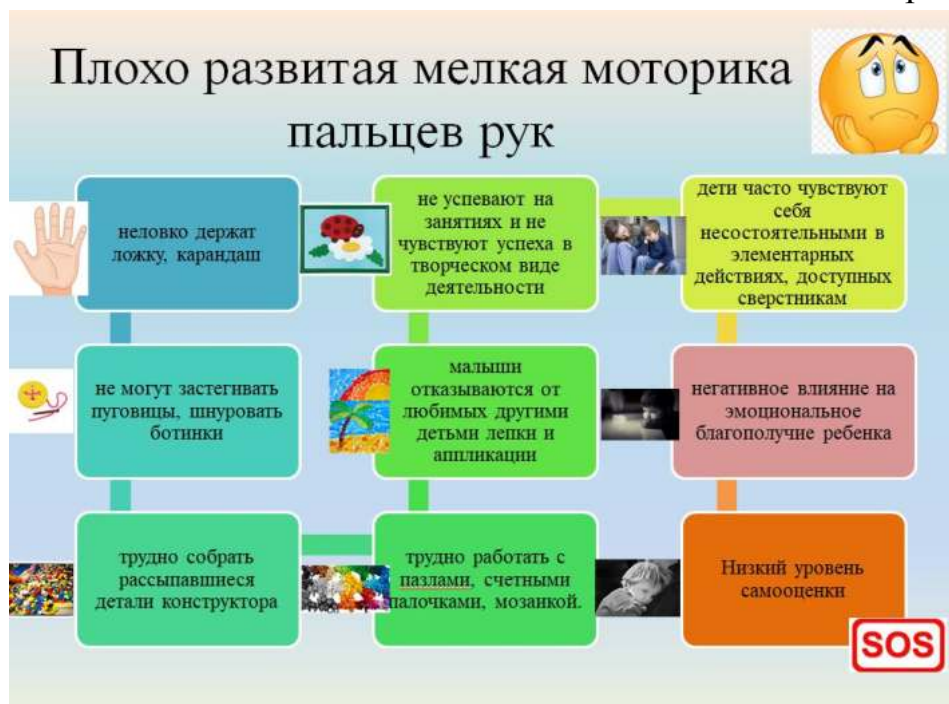 Плохо развитая мелкая моторика
пальцев рук
неловко держат
ложку, карандаш
не могут застегивать
пуговицы, шнуровать
ботинки
трудно собрать
рассыпавшиеся
детали конструктора
трудно работать с
пазлами, счетными
палочками, мозаикой.
малыши
отказываются от
любимых другими
детьми лепки и
аппликации
не успевают на
занятиях и не
чувствуют успеха в
творческом виде
деятельности
дети часто чувствуют
себя
несостоятельными в
элементарных
действиях, доступных
сверстникам
негативное влияние на
эмоциональное
благополучие ребенка
Низкий уровень
самооценки
SOS